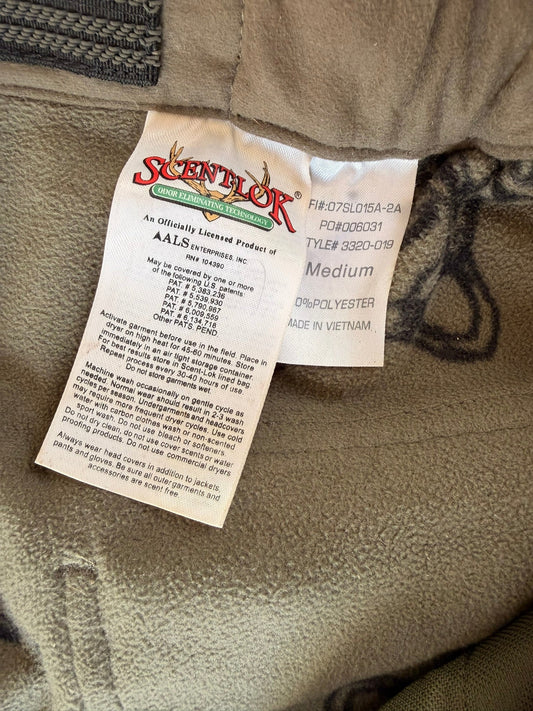 SCENTLOK®
ODOR ELIMINATING TECHNOLOGY
An Officially Licensed Product of
ALS ENTERPRISES, INC.
RN# 104390
May be covered by one or more
of the following U.S. patents:
PAT. # 5,383,236
PAT. # 5,539,930
PAT. # 5,790,987
PAT. # 6,009,559
PAT. # 6,134,718
Other PATS. PEND.
Activate garment before use in the field. Place in
dryer on high heat for 45-60 minutes. Store
immediately in an air tight storage container.
For best results store in Scent-Lok lined bag.
Repeat process every 30-40 hours of use.
Do not store garments wet.
Machine wash occasionally on gentle cycle as
needed. Normal wear should result in 2-3 wash
cycles per season. Undergarments and headcovers
may require more frequent dryer cycles. Use cold
water with carbon clothes wash or non-scented
sport wash. Do not use bleach or softeners.
Do not dry clean, do not use cover scents or water
proofing products. Do not use commercial dryers
Always wear head covers in addition to jackets,
pants and gloves. Be sure all outer garments and
accessories are scent free.
FI#:07SL015A-2A
PO#006031
STYLE# 3320-019
Medium
0%POLYESTER
MADE IN VIETNAM